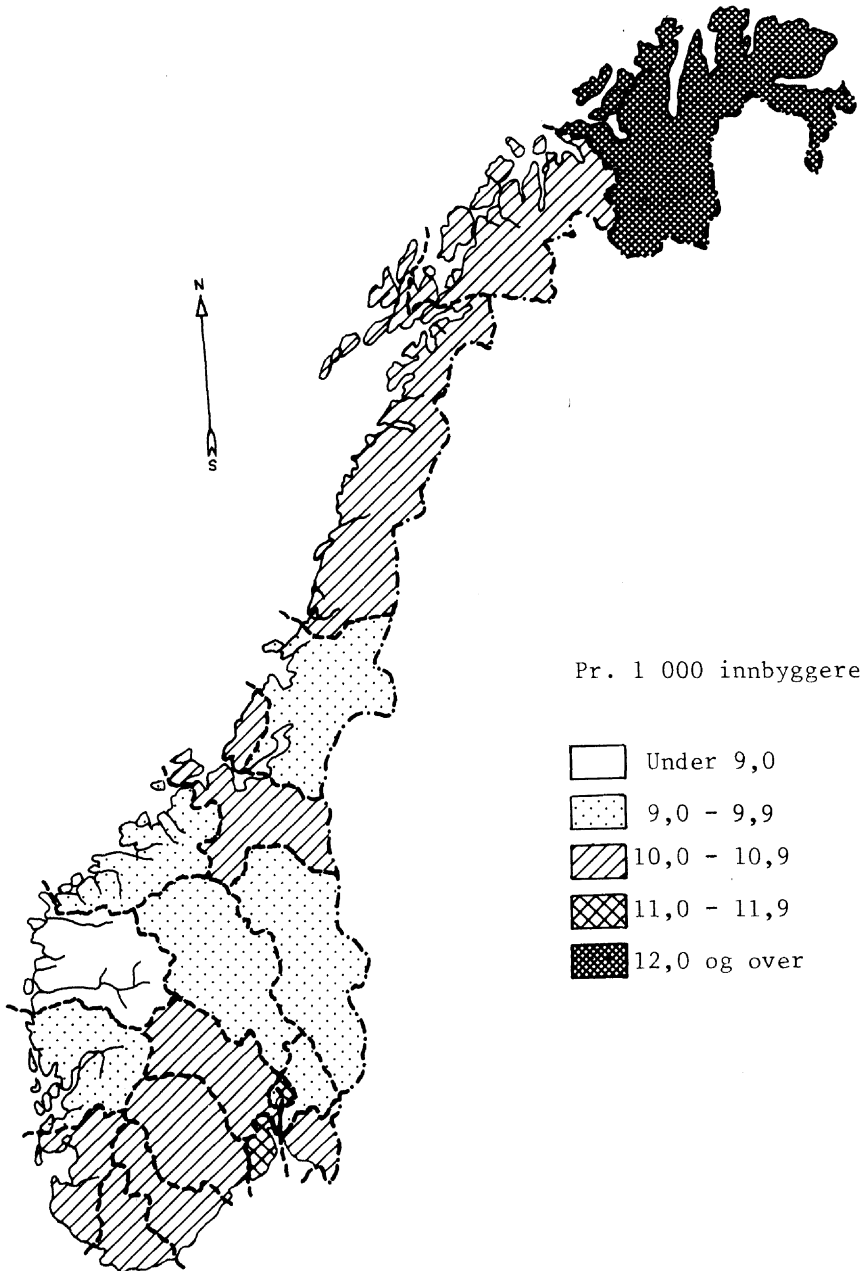 N
S
Pr. 1 000 innbyggere
Under 9,0
9,0 - 9,9
10,0 - 10,9
11,0 - 11,9
12,0 og over